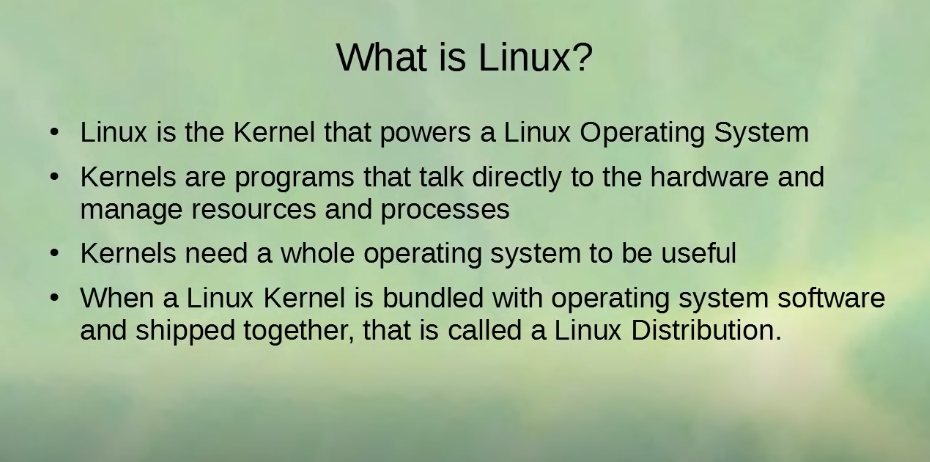 What is Linux?
• Linux is the Kernel that powers a Linux Operating System
• Kernels are programs that talk directly to the hardware and
manage resources and processes
• Kernels need a whole operating system to be useful
• When a Linux Kernel is bundled with operating system software
and shipped together, that is called a Linux Distribution.